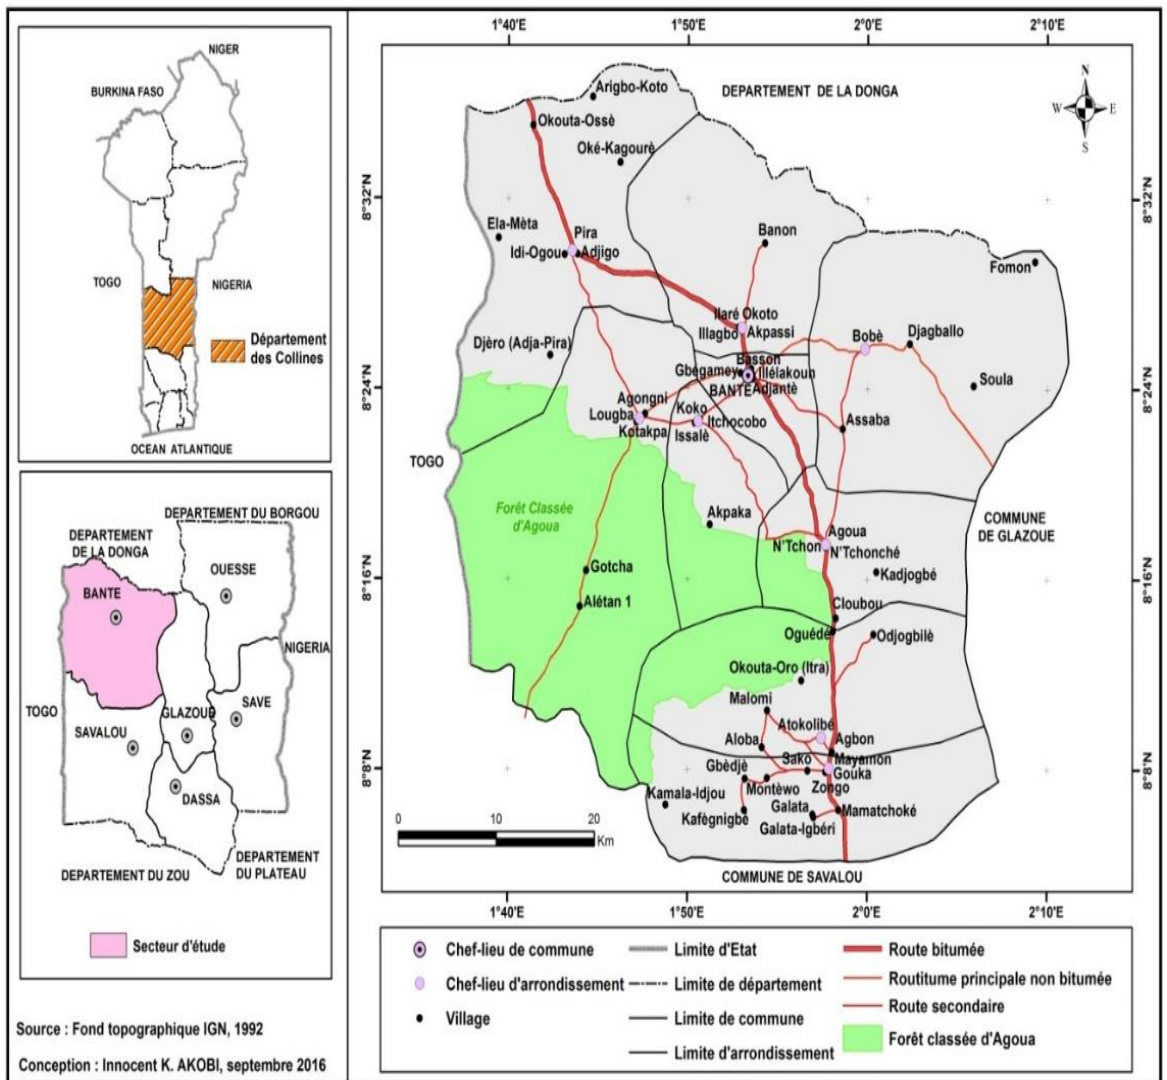 NIGER
BURKINA FASO
TOGO
NIGERIA
Département
des Collines
OCEAN ATLANTIQUE
DEPARTEMENT DU BORGOU
DEPARTEMENT
DE LA DONGA
OUESSE
BANTE
NIGERIA
TOGO
SAVE
GLAZOUE
SAVALOU
DASSA
DEPARTEMENT DU ZOU
DEPARTEMENT
DU PLATEAU
Secteur d'étude
Source : Fond topographique IGN, 1992
Conception : Innocent K. AKOBI, septembre 2016
1°40'E 1°50'E 2°0'E 2°10'E
N
W E
S
DEPARTEMENT DE LA DONGA
Arigbo-Koto
Okouta-Ossè
Oké-Kagourè
8°32'N 8°32'N
Ela-Mèta
Pira
Idi-Ogou Adjigo
Banon
Fomon
Ilaré Okoto
Illagbo Akpassi
Bobè
Djagballo
Djèro (Adja-Pira)
Basson
Gbégamey Illélakoun
BANTE Adjantè
Soula
8°24'N 8°24'N
Agongni
Lougba
Kotakpa
Koko
Itchocobo
Issalè
Assaba
TOGO
Forêt Classée
d'Agoua
Akpaka
Agoua
N'Tchon
N'Tchonché
COMMUNE
DE GLAZOUE
Gotcha
Kadjogbé
8°16'N 8°16'N
Alétan 1
Cloubou
Oguédé
Odjogbilè
Okouta-Oro (Itra)
Malomi
Atokolibé
Aloba
Agbon
Mayamon
Gbèdjè
Sako
Gouka
8°8'N 8°8'N
Montèwo
Zongo
Kamala-Idjou
Kafègnigbé
Galata
Mamatchoké
Galata-Igbéri
0 10 20
Km
COMMUNE DE SAVALOU
1°40'E 1°50'E 2°0'E 2°10'E
Chef-lieu de commune
Chef-lieu d'arrondissement
Village
Limite d'Etat
Limite de département
Limite de commune
Limite d'arrondissement
Route bitumée
Routitume principale non bitumée
Route secondaire
Forêt classée d'Agoua